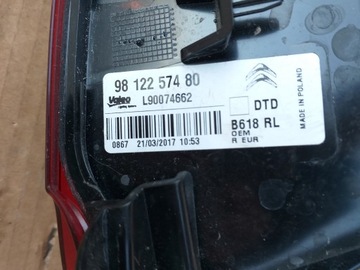 98 122 574 80
Valeo
L90074662
DTD
MADE IN POLAND
B618 RL
OEM
R EUR
0867 21/03/2017 10:53